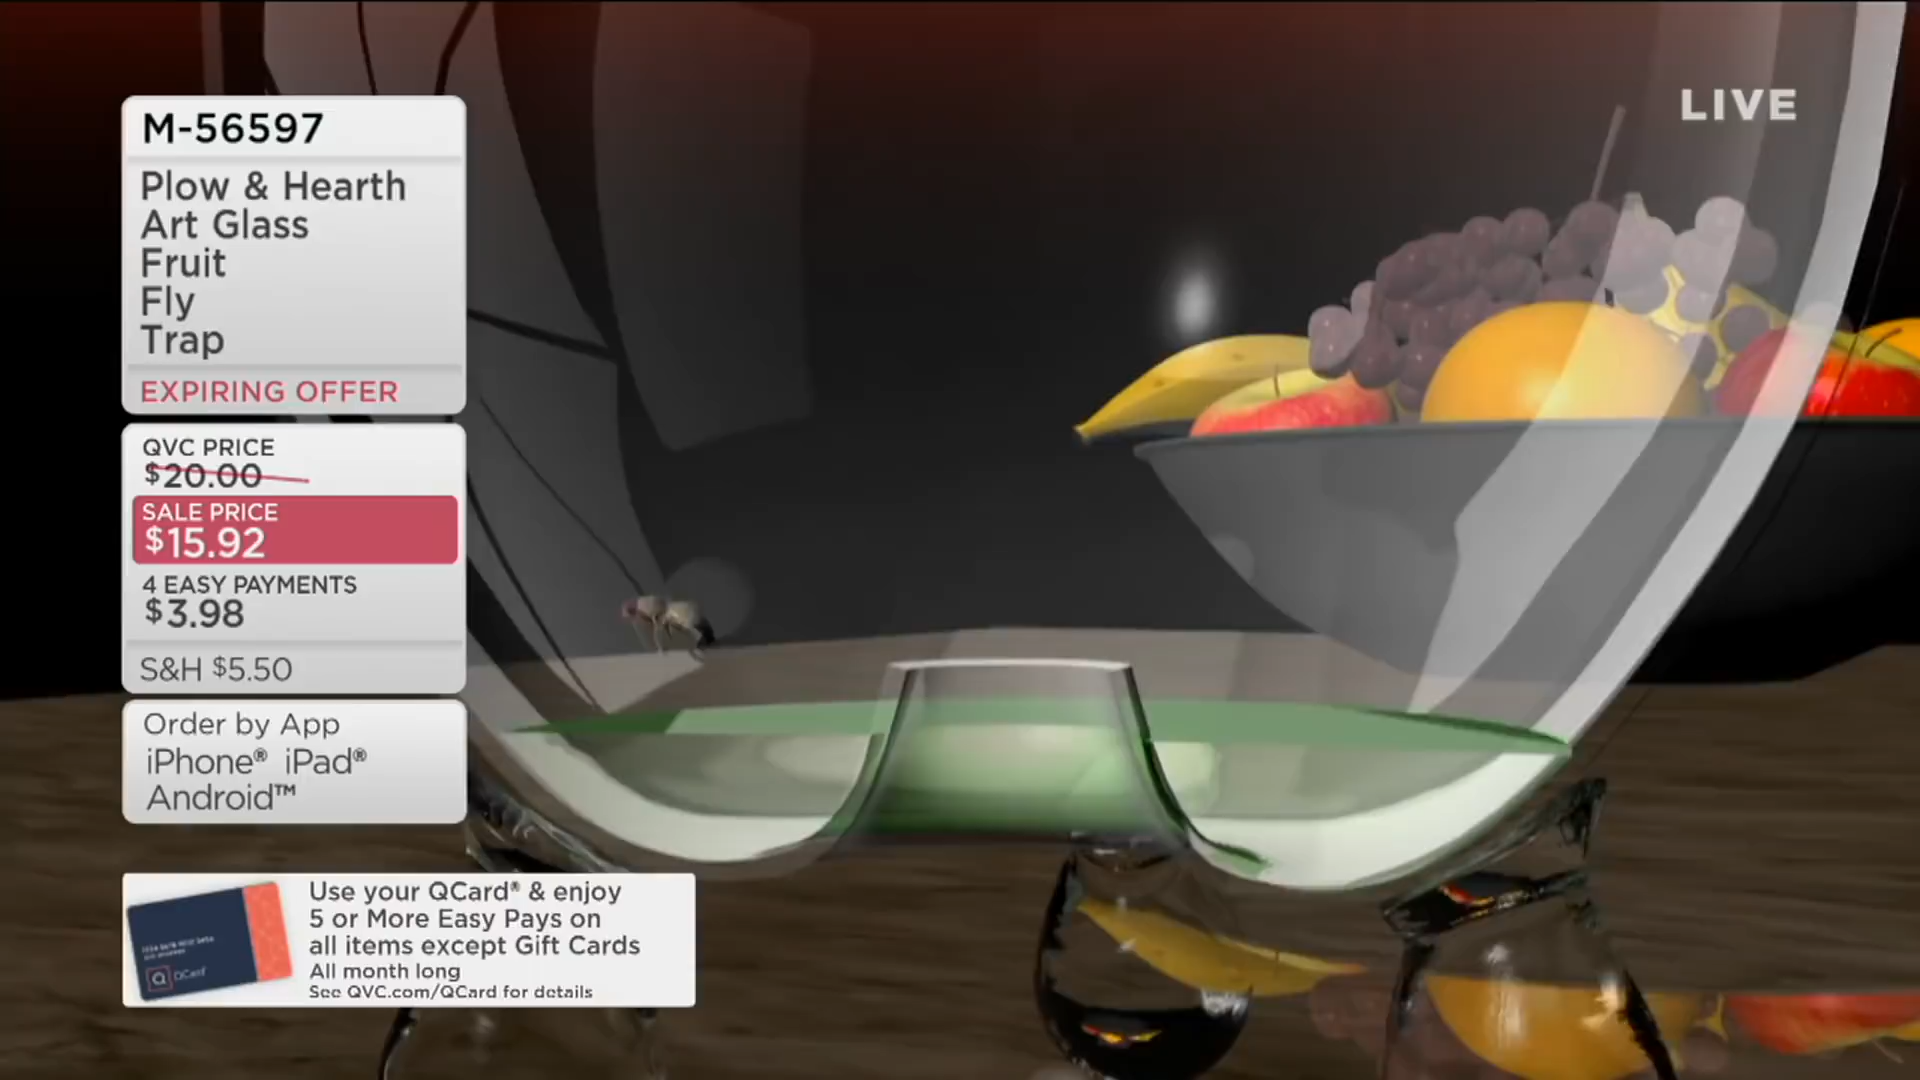 M-56597
Plow & Hearth
Art Glass
Fruit
Fly
Trap
EXPIRING OFFER
QVC PRICE
$20.00
SALE PRICE
$15.92
4 EASY PAYMENTS
$3.98
S&H $5.50
Order by App
iPhone® iPad®
Android™
Use your QCard® & enjoy
5 or More Easy Pays on
all items except Gift Cards
All month long
See QVC.com/QCard for details
Q QCard
LIVE